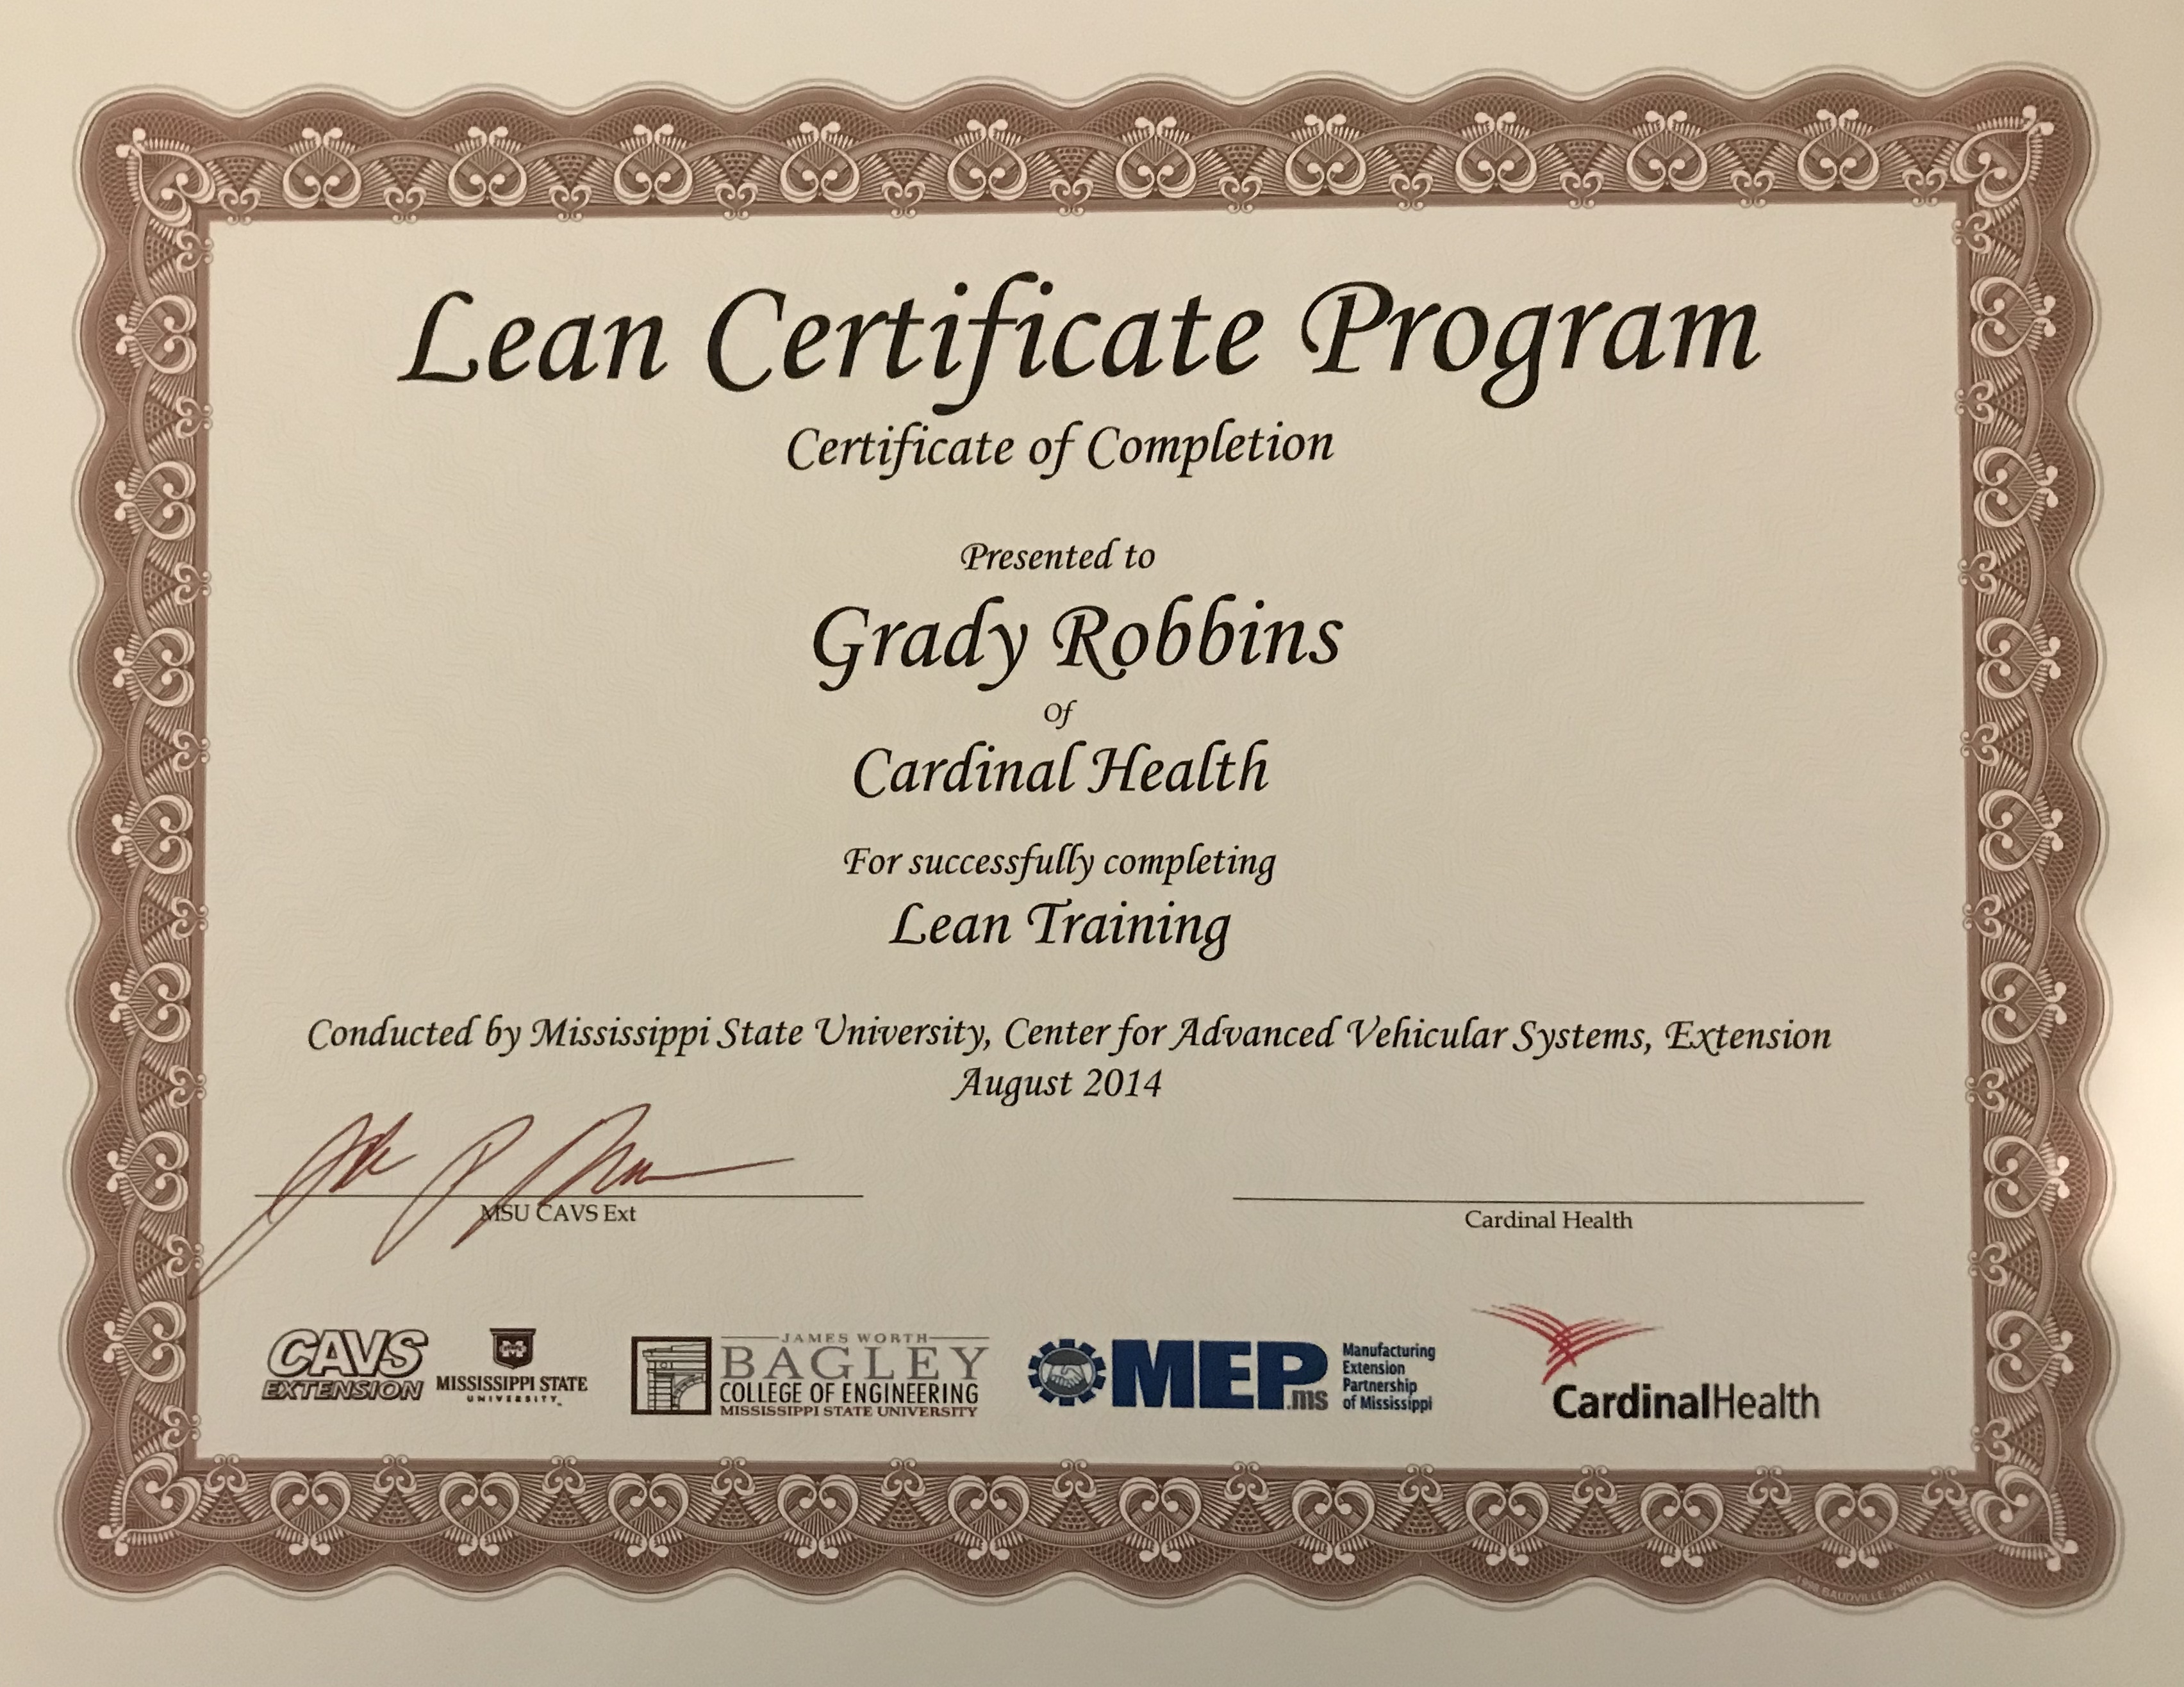 Lean Certificate Program
Certificate of Completion
Presented to
Grady Robbins
Of
Cardinal Health
For successfully completing
Lean Training
Conducted by Mississippi State University, Center for Advanced Vehicular Systems, Extension
August 2014
MSU CAVS Ext
Cardinal Health
CAVS
EXTENSION
MISSISSIPPI STATE
UNIVERSITY™
JAMES WORTH
BAGLEY
COLLEGE OF ENGINEERING
MISSISSIPPI STATE UNIVERSITY
MEP.ms
Manufacturing
Extension
Partnership
of Mississippi
CardinalHealth